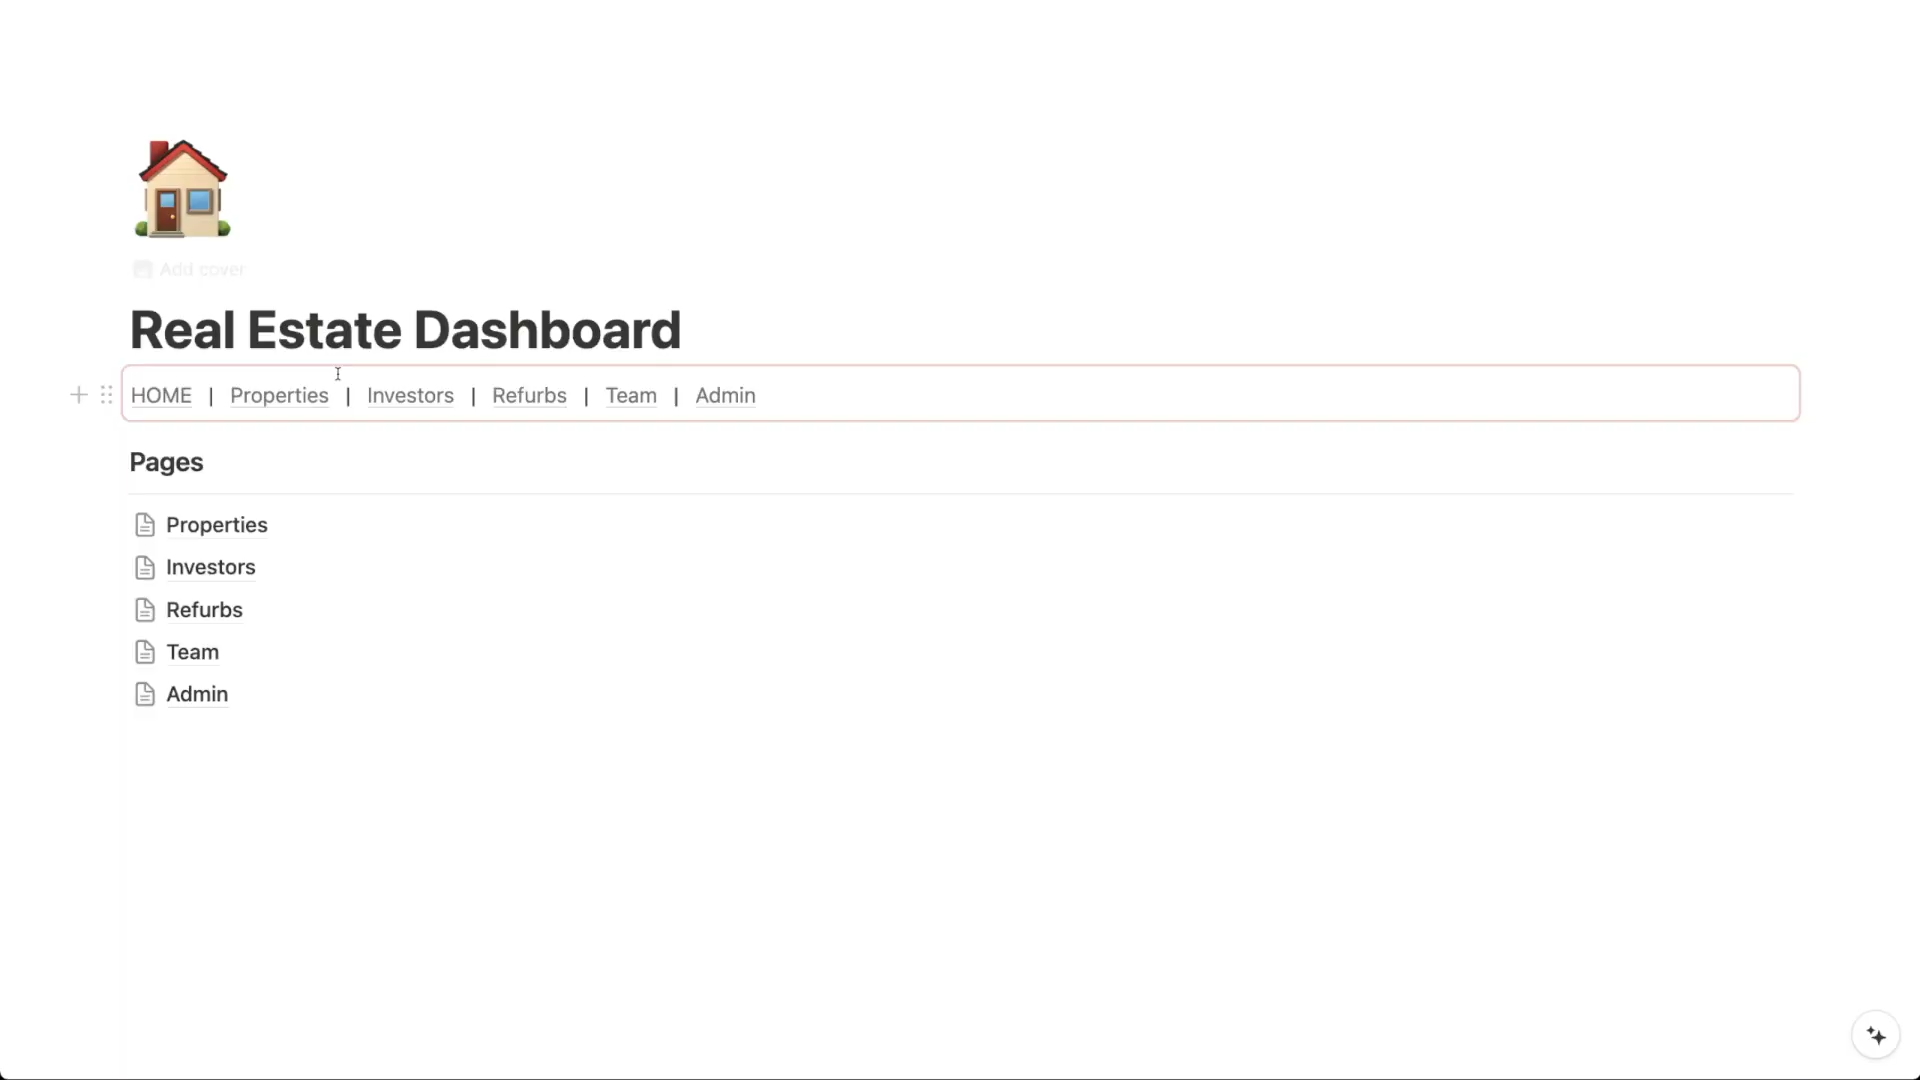 Add cover
Real Estate Dashboard
HOME | Properties | Investors | Refurbs | Team | Admin
Pages
Properties
Investors
Refurbs
Team
Admin